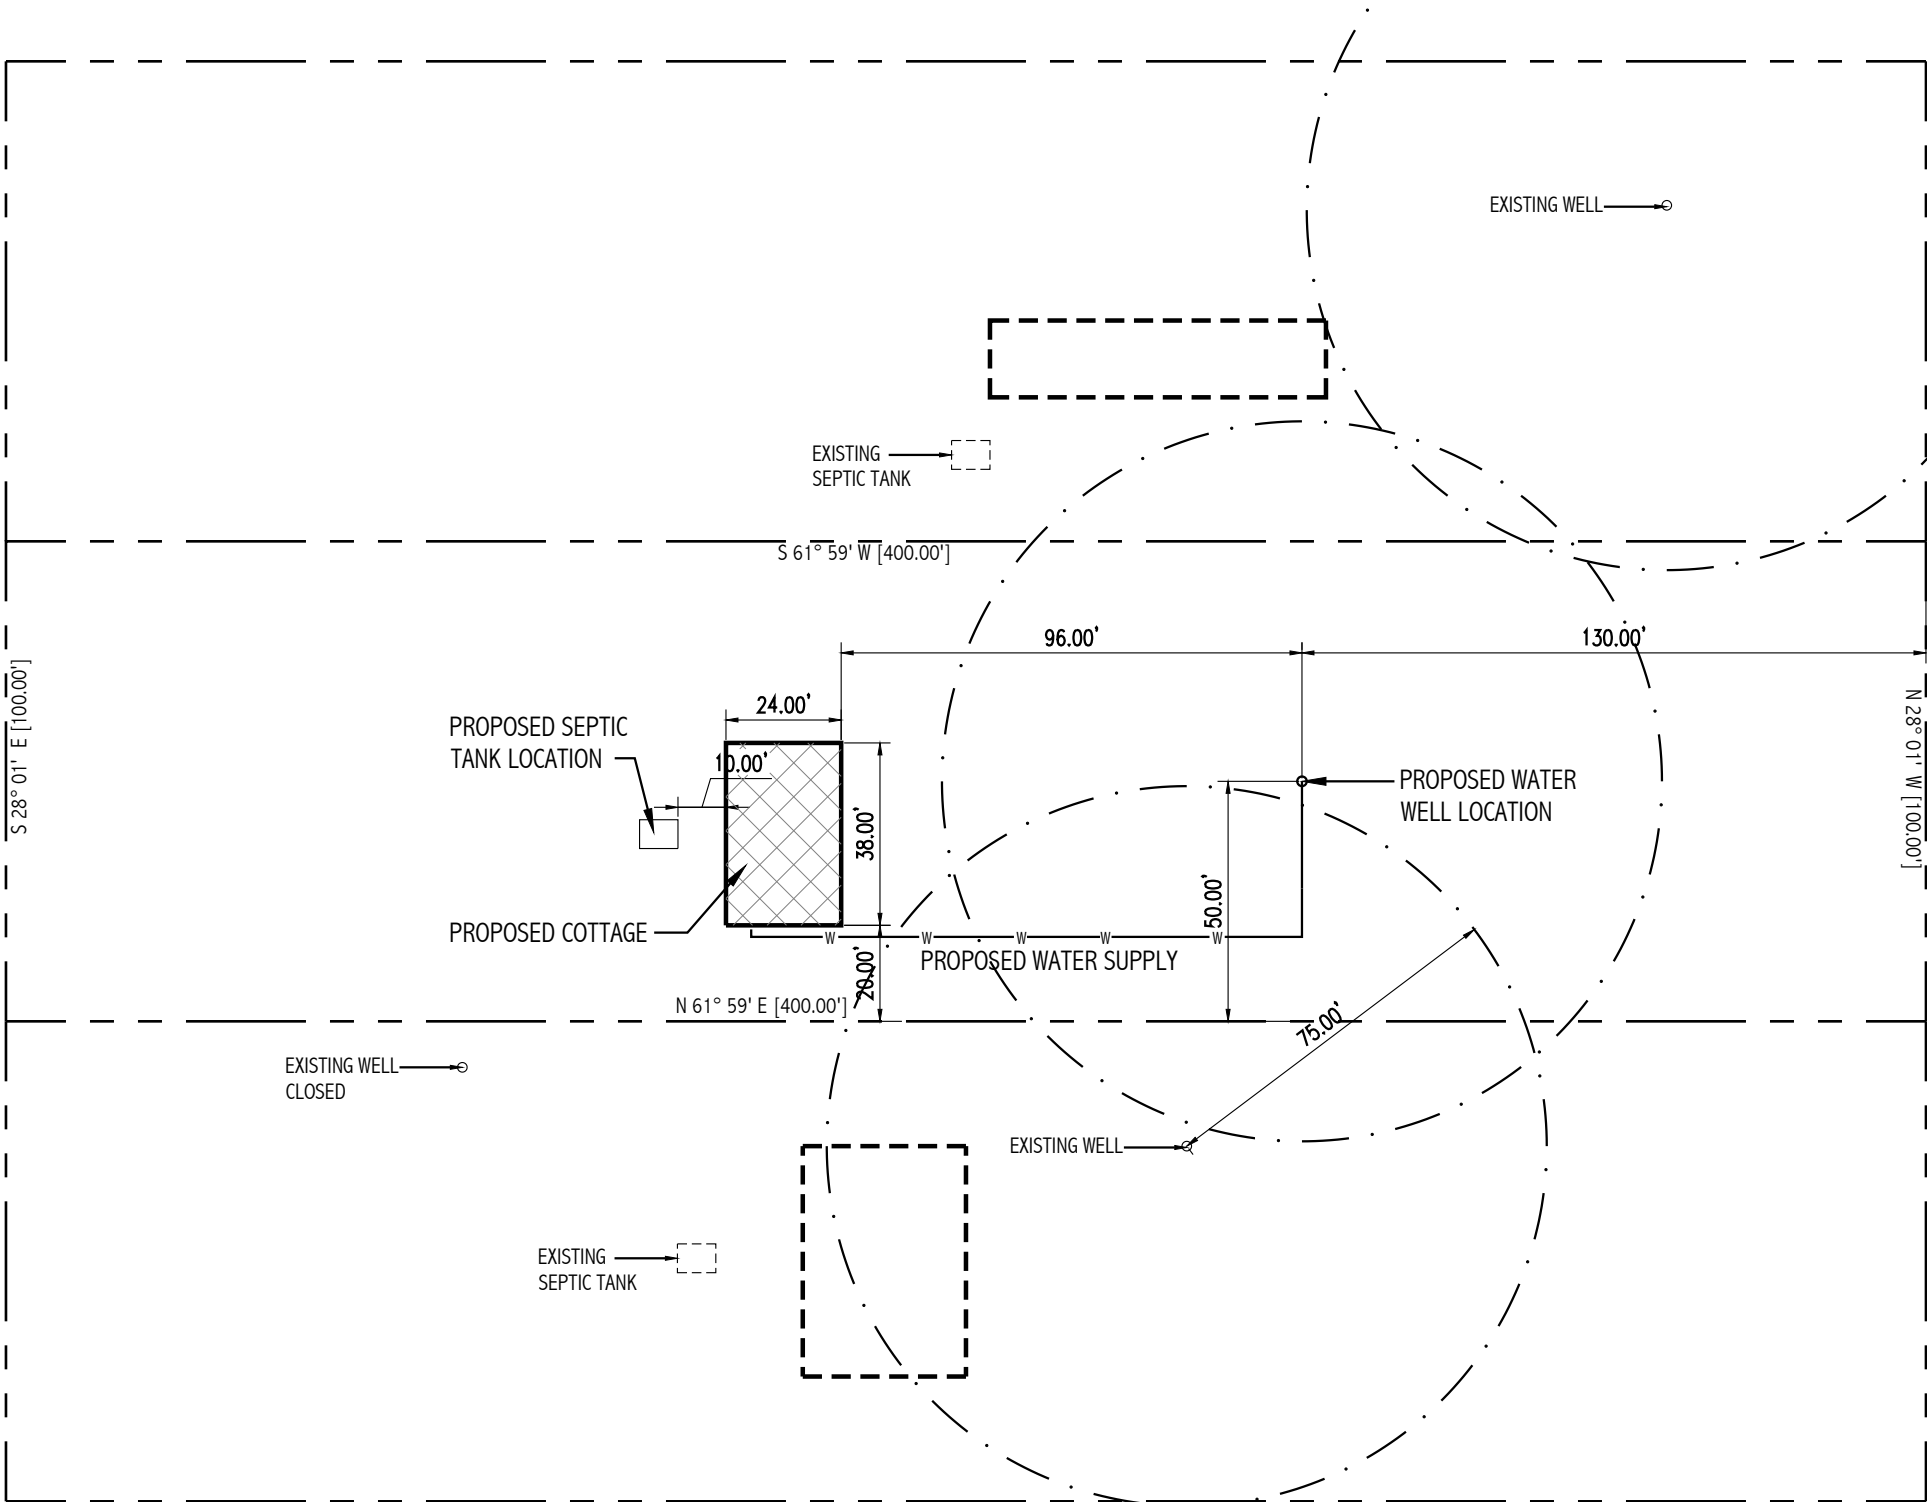 EXISTING WELL
EXISTING
SEPTIC TANK
S 61° 59' W [400.00']
96.00'
130.00'
S 28° 01' E [100.00']
N 28° 01' W [100.00']
24.00'
PROPOSED SEPTIC
TANK LOCATION
10.00'
PROPOSED WATER
WELL LOCATION
38.00'
50.00'
PROPOSED COTTAGE
W W W W W
PROPOSED WATER SUPPLY
20.00'
N 61° 59' E [400.00']
75.00'
EXISTING WELL
CLOSED
EXISTING WELL
EXISTING
SEPTIC TANK